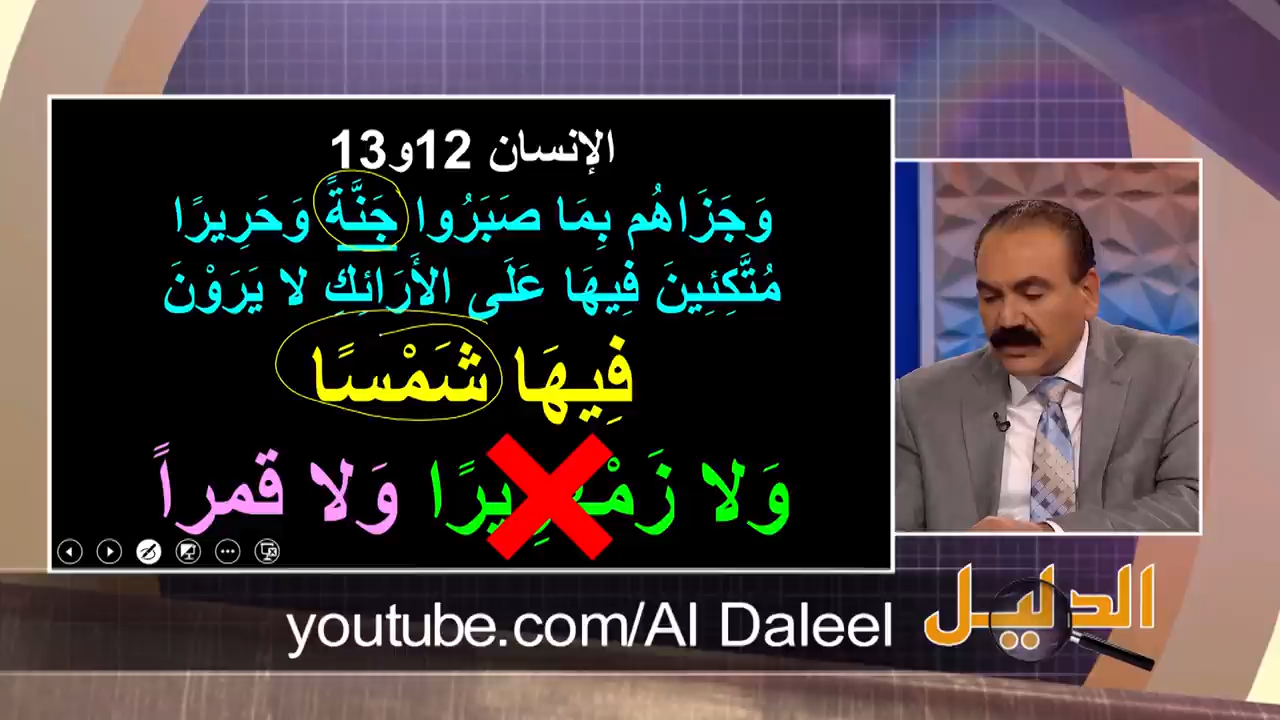 الإنسان 12و13
وَجَزَاهُم بِمَا صَبَرُوا جَنَّةً وَحَرِيرًا
مُتَّكِئِينَ فِيهَا عَلَى الأَرَائِكِ لا يَرَوْنَ
فِيهَا شَمْسًا
وَلا يرًا وَلا قمراً
youtube.com/Al Daleel
الدليل